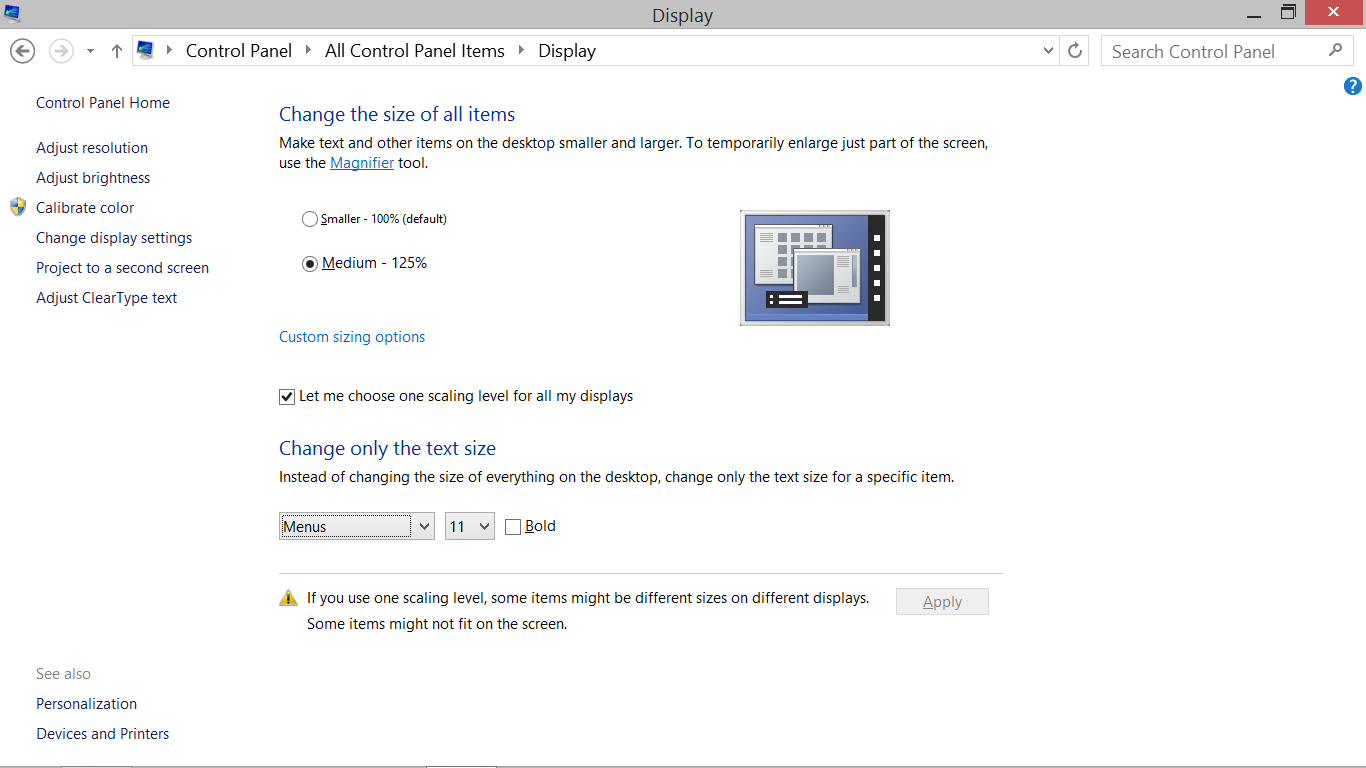 Display
Control Panel All Control Panel Items Display
Search Control Panel
Control Panel Home
Adjust resolution
Adjust brightness
Calibrate color
Change display settings
Project to a second screen
Adjust ClearType text
Change the size of all items
Make text and other items on the desktop smaller and larger. To temporarily enlarge just part of the screen,
use the Magnifier tool.
Smaller - 100% (default)
Medium - 125%
Custom sizing options
Let me choose one scaling level for all my displays
Change only the text size
Instead of changing the size of everything on the desktop, change only the text size for a specific item.
Menus 11 Bold
If you use one scaling level, some items might be different sizes on different displays.
Some items might not fit on the screen.
Apply
See also
Personalization
Devices and Printers